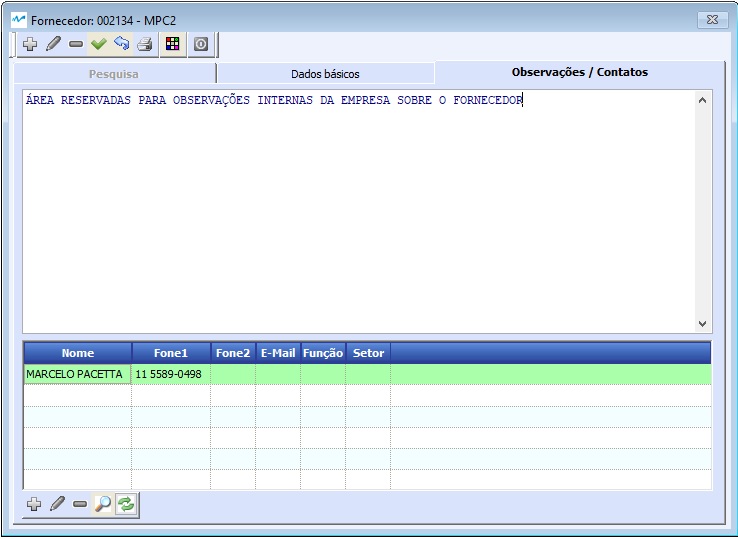 Fornecedor: 002134 - MPC2
Pesquisa
Dados básicos
Observações / Contatos
ÁREA RESERVADAS PARA OBSERVAÇÕES INTERNAS DA EMPRESA SOBRE O FORNECEDOR
Nome Fone1 Fone2 E-Mail Função Setor
MARCELO PACETTA 11 5589-0498